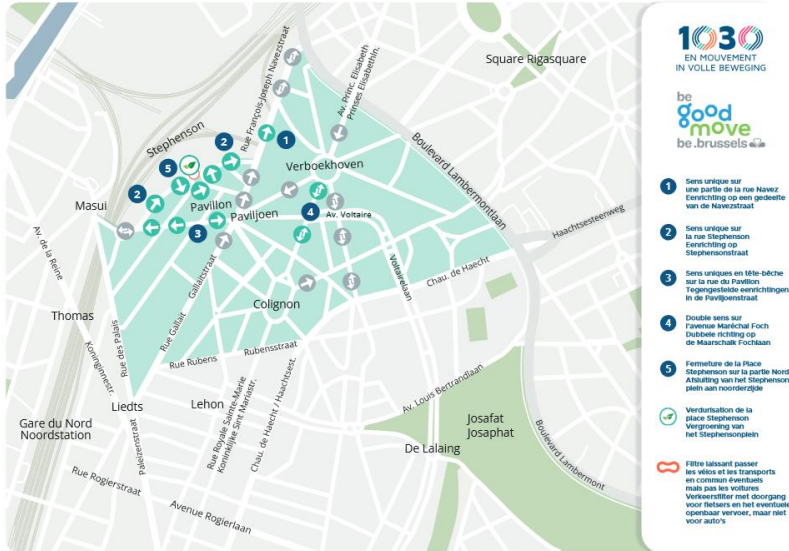 Square Rigasquare
Av. Princ. Elisabeth
Prinses Elisabethln.
Rue François-Joseph Navezstraat
Stephenson
2
5
1
Boulevard Lambermontlaan
Verboekhoven
2
Masui
Pavillon
Paviljoen
4
Av. Voltaire
3
Haachtsesteenweg
Av. de la Reine
Koninginnestr.
Gallaitstraat
Rue Gallait
Voltairelaan
Chau. de Haecht
Colignon
Thomas
Rue des Palais
Paleizenstraat
Rue Rubens
Rubensstraat
Liedts
Lehon
Av. Louis Bertrandlaan
Gare du Nord
Noordstation
Rue Royale Sainte-Marie
Koninklijke Sint Mariastr.
Chau. de Haecht / Haachtsest.
Josafat
Josaphat
De Lalaing
Boulevard Lambermont
Rue Rogierstraat
Avenue Rogierlaan
1030
EN MOUVEMENT
IN VOLLE BEWEGING
be
good
move
be.brussels
1
Sens unique sur
une partie de la rue Navez
Eenrichting op een gedeelte
van de Navezstraat
2
Sens unique sur
la rue Stephenson
Eenrichting op
Stephensonstraat
3
Sens uniques en tête-bêche
sur la rue du Pavillon
Tegengestelde eenrichtingen
in de Paviljoenstraat
4
Double sens sur
l'avenue Maréchal Foch
Dubbele richting op
de Maarschalk Fochlaan
5
Fermeture de la Place
Stephenson sur la partie Nord
Afsluiting van het Stephenson
plein aan noorderzijde
Verdurisation de la
place Stephenson
Vergroening van
het Stephensonplein
Filtre laissant passer
les vélos et les transports
en commun éventuels
mais pas les voitures
Verkeersfilter met doorgang
voor fietsers en het eventuele
openbaar vervoer, maar niet
voor auto's